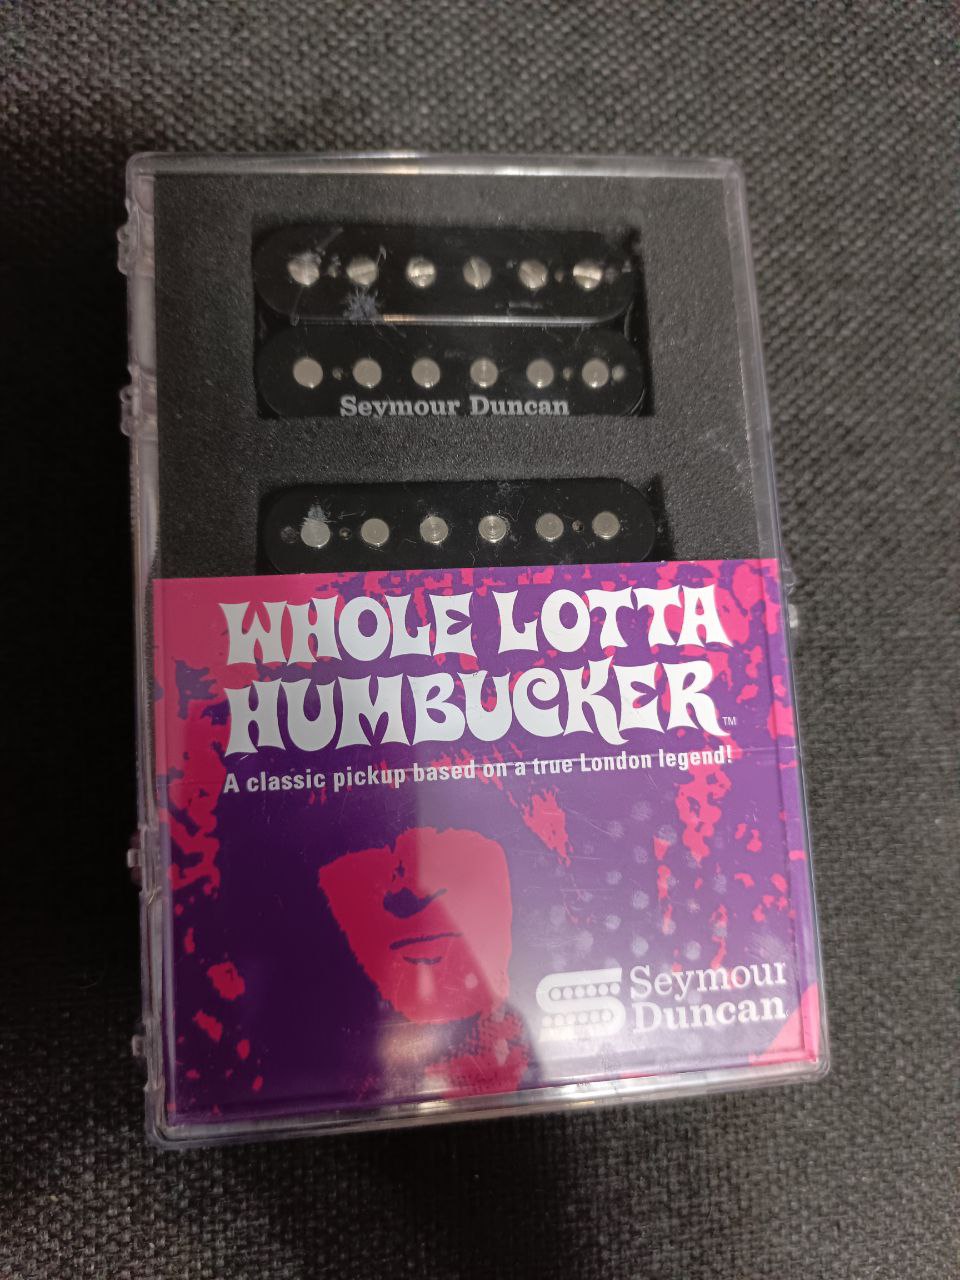 Seymour Duncan
WHOLE LOTTA
HUMBUCKER™
A classic pickup based on a true London legend!
Seymour
Duncan